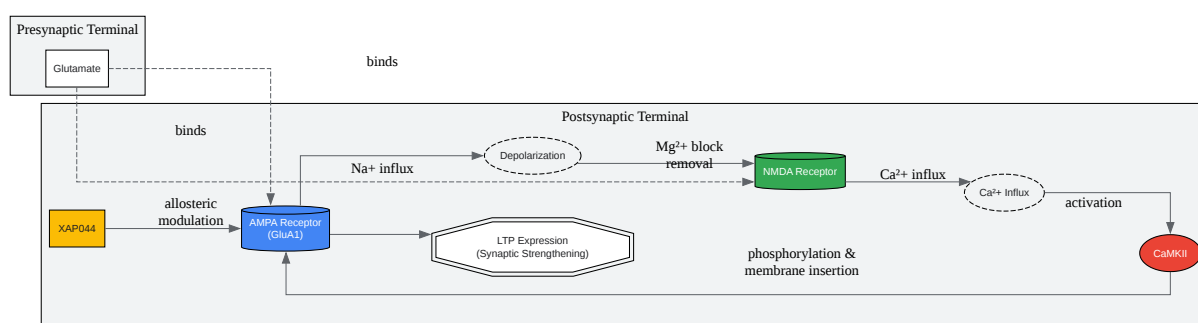 Presynaptic Terminal
Glutamate
binds
Postsynaptic Terminal
binds
Depolarization
Mg²⁺ block
removal
Na+ influx
NMDA Receptor
Ca²⁺ influx
Ca²⁺ Influx
activation
XAP044
allosteric
modulation
AMPA Receptor
(GluA1)
LTP Expression
(Synaptic Strengthening)
phosphorylation &
membrane insertion
CaMKII